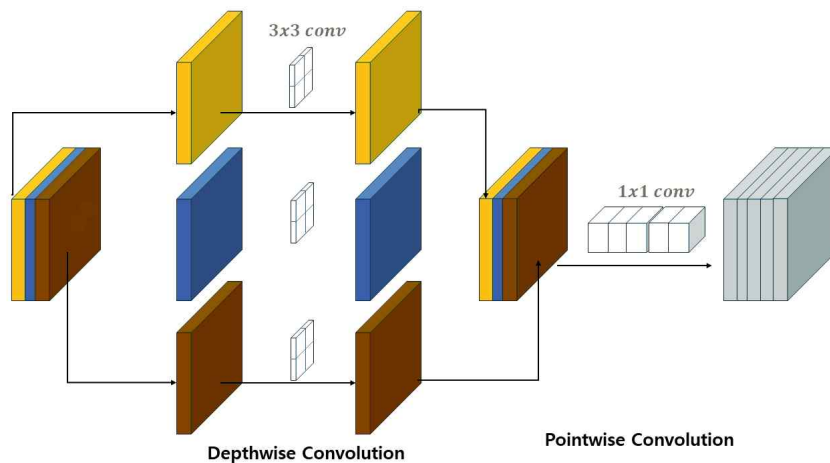 3x3 conv
1x1 conv
Depthwise Convolution
Pointwise Convolution